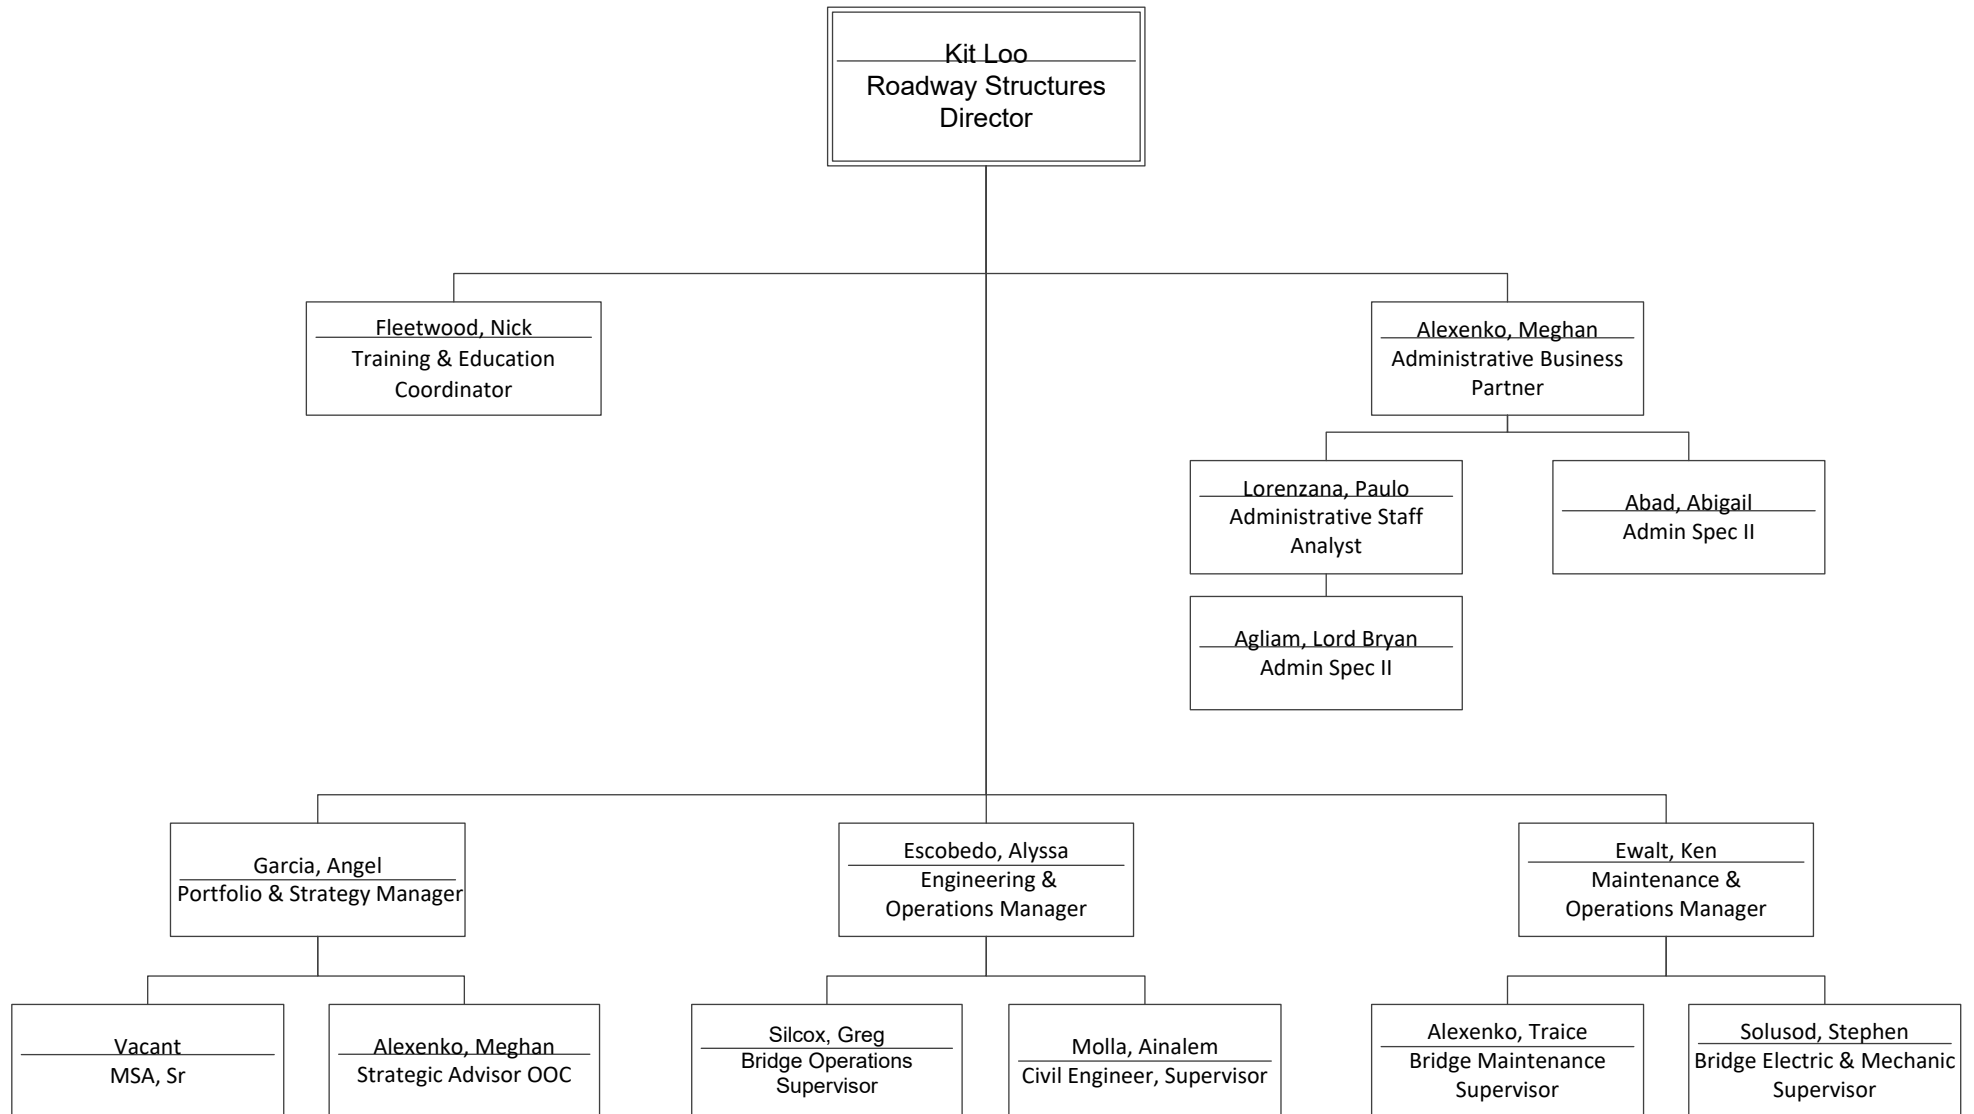 Kit Loo
Roadway Structures
Director
Fleetwood, Nick
Training & Education
Coordinator
Alexenko, Meghan
Administrative Business
Partner
Lorenzana, Paulo
Administrative Staff
Analyst
Abad, Abigail
Admin Spec II
Agliam, Lord Bryan
Admin Spec II
Garcia, Angel
Portfolio & Strategy Manager
Escobedo, Alyssa
Engineering &
Operations Manager
Ewalt, Ken
Maintenance &
Operations Manager
Vacant
MSA, Sr
Alexenko, Meghan
Strategic Advisor OOC
Silcox, Greg
Bridge Operations
Supervisor
Molla, Ainalem
Civil Engineer, Supervisor
Alexenko, Traice
Bridge Maintenance
Supervisor
Solusod, Stephen
Bridge Electric & Mechanic
Supervisor